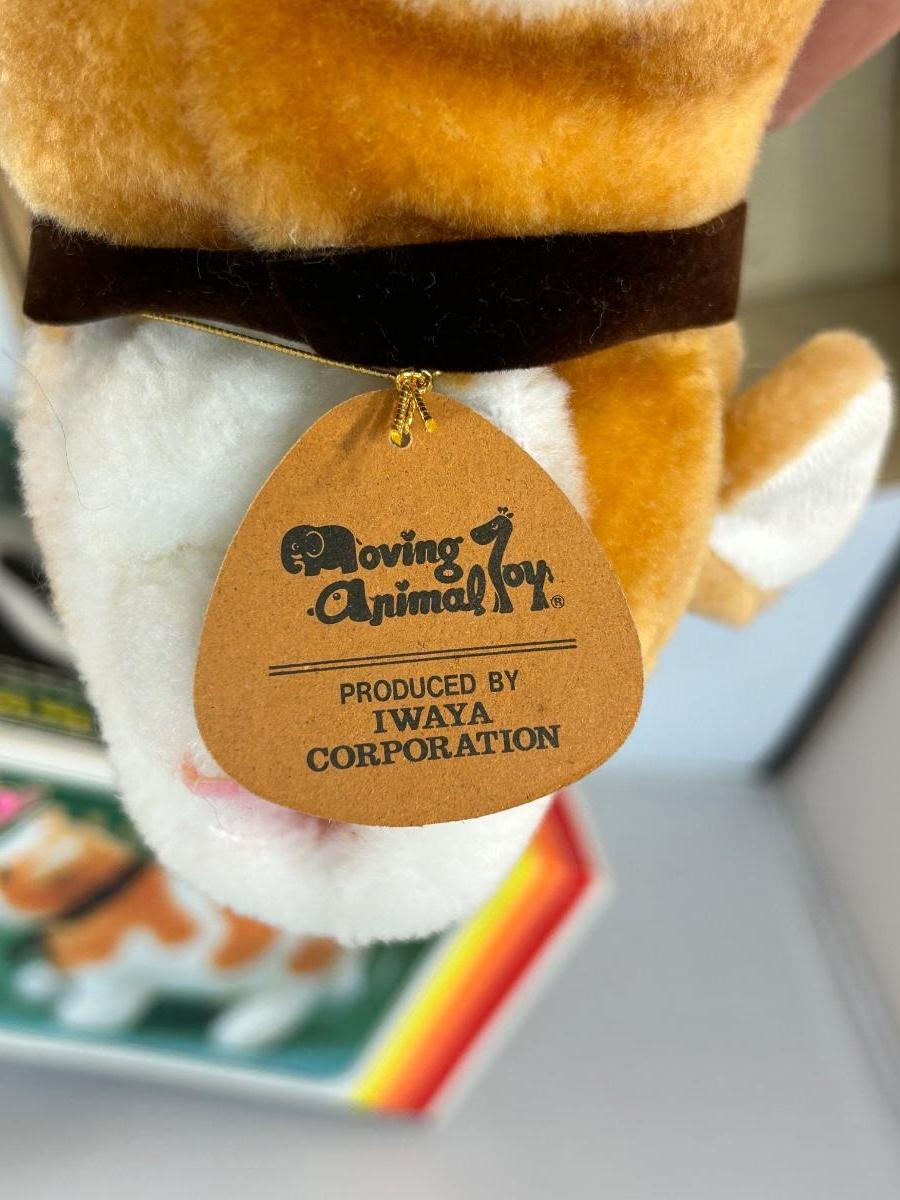 Moving
Animal Toy®
PRODUCED BY
IWAYA
CORPORATION